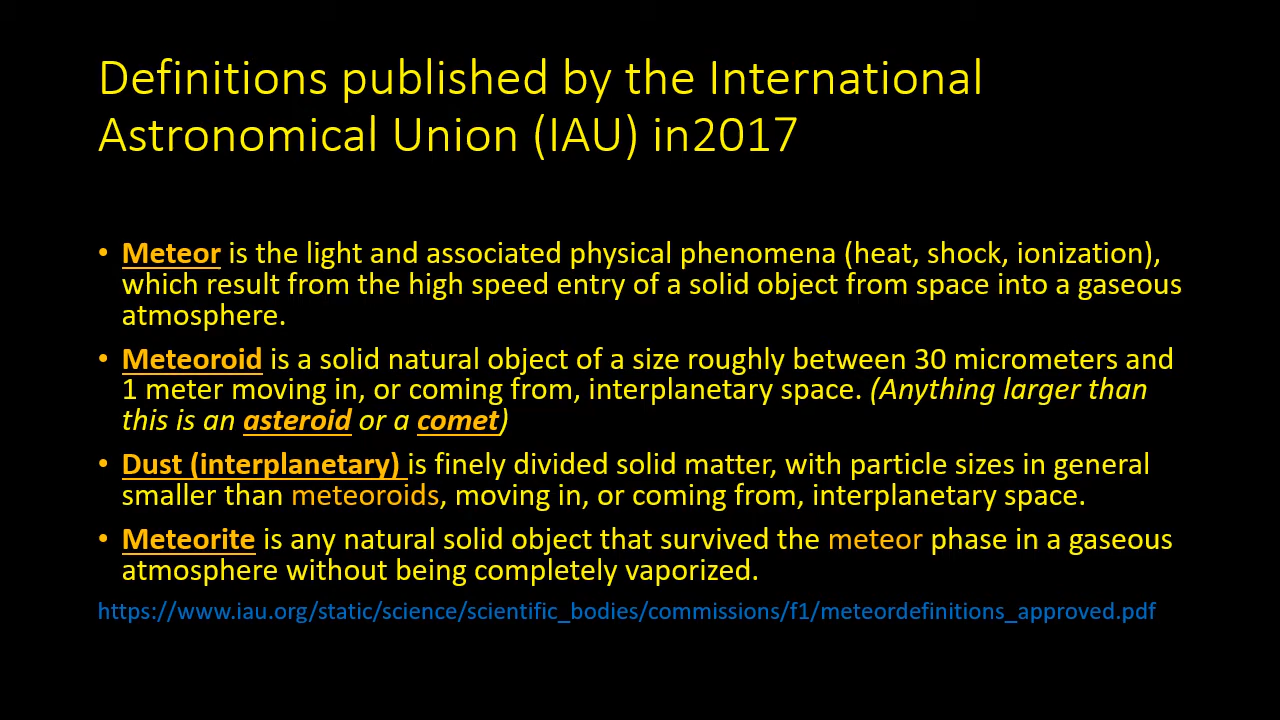 Definitions published by the International
Astronomical Union (IAU) in2017
• Meteor is the light and associated physical phenomena (heat, shock, ionization),
which result from the high speed entry of a solid object from space into a gaseous
atmosphere.
• Meteoroid is a solid natural object of a size roughly between 30 micrometers and
1 meter moving in, or coming from, interplanetary space. (Anything larger than
this is an asteroid or a comet)
• Dust (interplanetary) is finely divided solid matter, with particle sizes in general
smaller than meteoroids, moving in, or coming from, interplanetary space.
• Meteorite is any natural solid object that survived the meteor phase in a gaseous
atmosphere without being completely vaporized.
https://www.iau.org/static/science/scientific_bodies/commissions/f1/meteordefinitions_approved.pdf